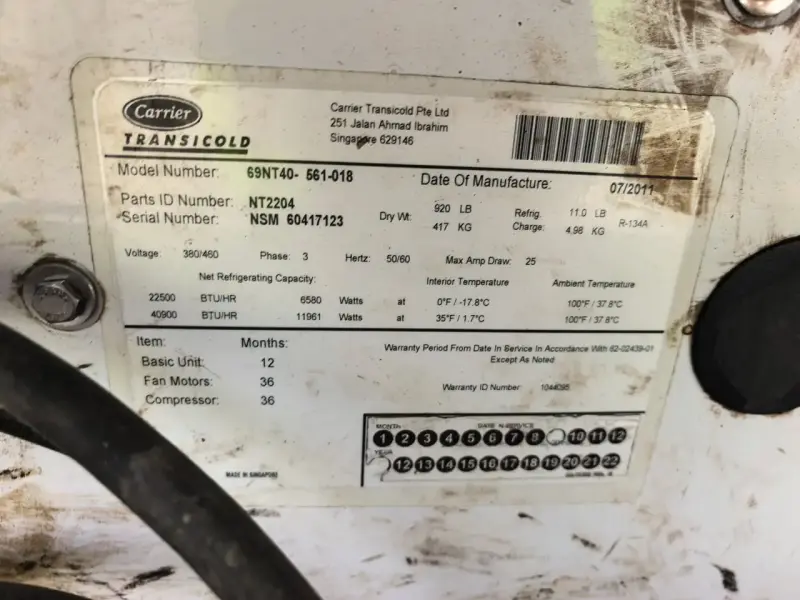 Carrier
TRANSICOLD
Carrier Transicold Pte Ltd
251 Jalan Ahmad Ibrahim
Singapore 629146
Model Number: 69NT40- 561-018
Date Of Manufacture: 07/2011
Parts ID Number: NT2204
Serial Number: NSM 60417123
Dry Wt: 920 LB
417 KG
Refrig. Charge: 11.0 LB
4.98 KG
R-134A
Voltage: 380/460 Phase: 3 Hertz: 50/60 Max Amp Draw: 25
Net Refrigerating Capacity: Interior Temperature Ambient Temperature
22500 BTU/HR 6580 Watts at 0°F / -17.8°C 100°F / 37.8°C
40900 BTU/HR 11961 Watts at 35°F / 1.7°C 100°F / 37.8°C
Item: Months:
Basic Unit: 12
Fan Motors: 36
Compressor: 36
Warranty Period From Date In Service In Accordance With 62-02439-01
Except As Noted
Warranty ID Number: 1044095
MONTH DATE IN SERVICE
1 2 3 4 5 6 7 8 10 11 12
YEAR
12 13 14 15 16 17 18 19 20 21 22
MADE IN SINGAPORE